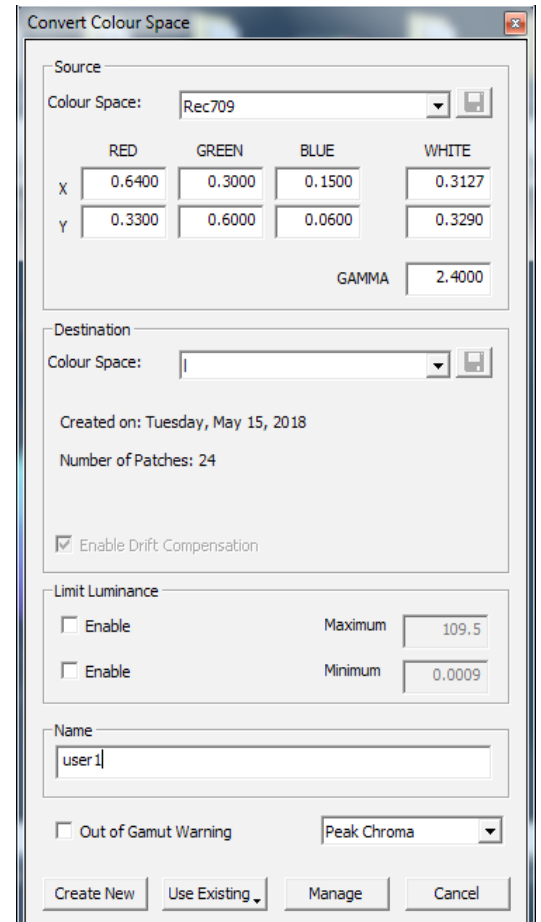 Convert Colour Space
Source
Colour Space: Rec709
RED GREEN BLUE WHITE
X 0.6400 0.3000 0.1500 0.3127
Y 0.3300 0.6000 0.0600 0.3290
GAMMA 2.4000
Destination
Colour Space:
Created on: Tuesday, May 15, 2018
Number of Patches: 24
Enable Drift Compensation
Limit Luminance
Enable Maximum 109.5
Enable Minimum 0.0009
Name
user1
Out of Gamut Warning Peak Chroma
Create New Use Existing Manage Cancel